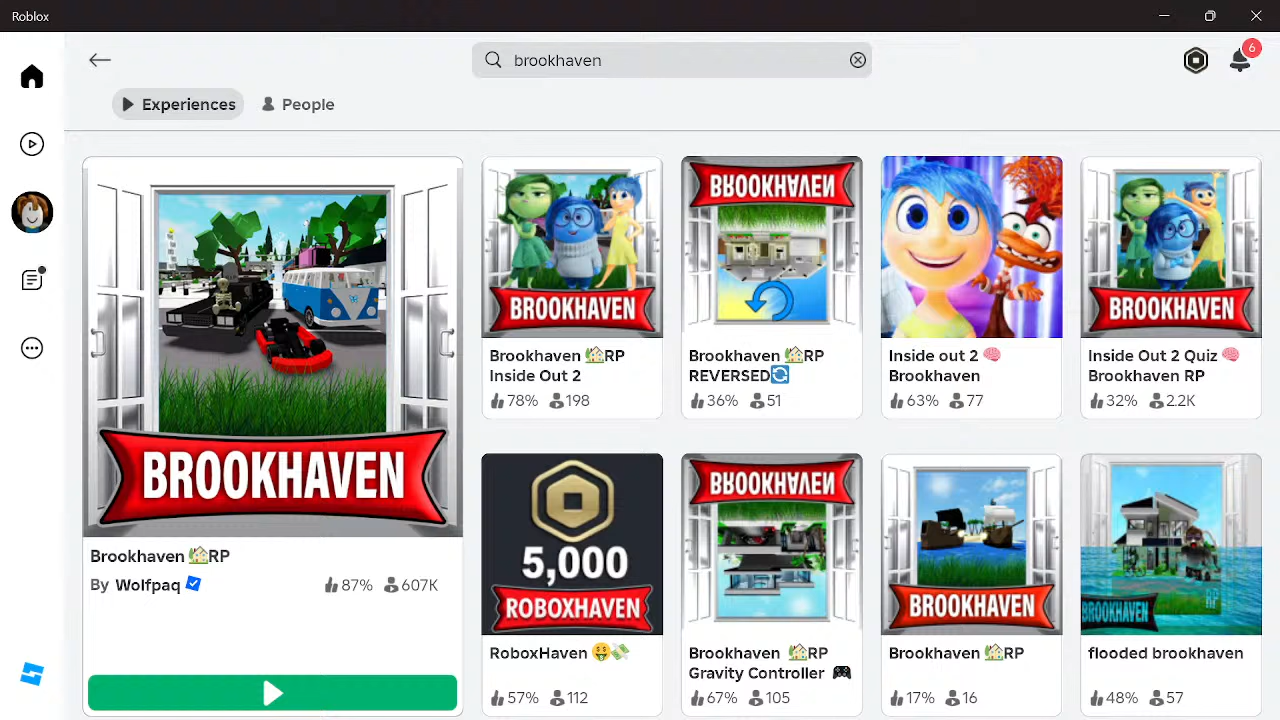 Roblox
brookhaven
6
Experiences
People
BROOKHAVEN
Brookhaven 🏡RP
By Wolfpaq
87% 607K
BROOKHAVEN
Brookhaven 🏡RP
Inside Out 2
78% 198
BROOKHAVEN
Brookhaven 🏡RP
REVERSED🔄
36% 51
Inside out 2 🧠
Brookhaven
63% 77
BROOKHAVEN
Inside Out 2 Quiz 🧠
Brookhaven RP
32% 2.2K
5,000
ROBOXHAVEN
RoboxHaven 🤑💸
57% 112
BROOKHAVEN
Brookhaven 🏡RP
Gravity Controller 🎮
67% 105
BROOKHAVEN
Brookhaven 🏡RP
17% 16
BROOKHAVEN
flooded brookhaven
48% 57